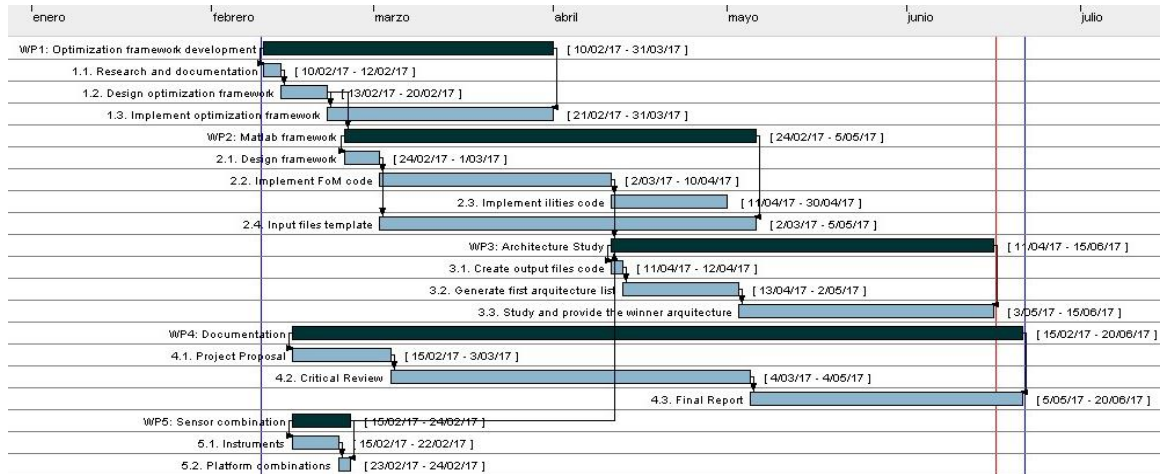 enero febrero marzo abril mayo junio julio
WP1: Optimization framework development [ 10/02/17 - 31/03/17 ]
1.1. Research and documentation [ 10/02/17 - 12/02/17 ]
1.2. Design optimization framework [ 13/02/17 - 20/02/17 ]
1.3. Implement optimization framework [ 21/02/17 - 31/03/17 ]
WP2: Matlab framework [ 24/02/17 - 5/05/17 ]
2.1. Design framework [ 24/02/17 - 1/03/17 ]
2.2. Implement FoM code [ 2/03/17 - 10/04/17 ]
2.3. Implement ilities code [ 11/04/17 - 30/04/17 ]
2.4. Input files template [ 2/03/17 - 5/05/17 ]
WP3: Architecture Study [ 11/04/17 - 15/06/17 ]
3.1. Create output files code [ 11/04/17 - 12/04/17 ]
3.2. Generate first arquitecture list [ 13/04/17 - 2/05/17 ]
3.3. Study and provide the winner arquitecture [ 3/05/17 - 15/06/17 ]
WP4: Documentation [ 15/02/17 - 20/06/17 ]
4.1. Project Proposal [ 15/02/17 - 3/03/17 ]
4.2. Critical Review [ 4/03/17 - 4/05/17 ]
4.3. Final Report [ 5/05/17 - 20/06/17 ]
WP5: Sensor combination [ 15/02/17 - 24/02/17 ]
5.1. Instruments [ 15/02/17 - 22/02/17 ]
5.2. Platform combinations [ 23/02/17 - 24/02/17 ]